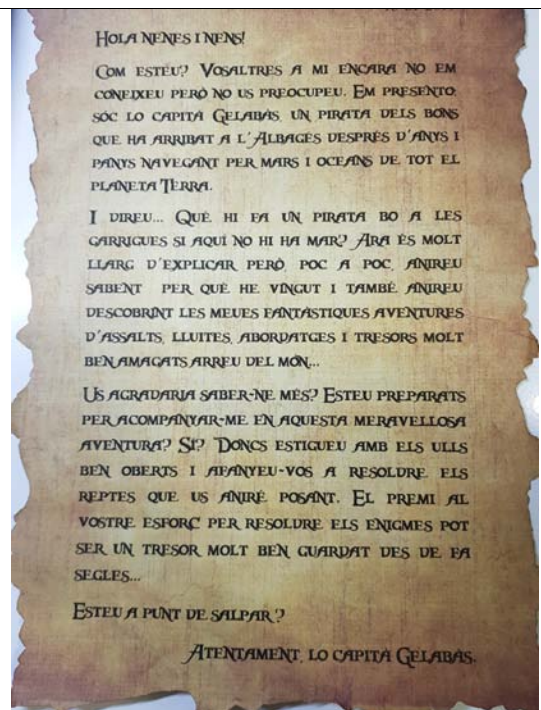 Hola nenes i nens!
Com esteu? Vosaltres a mi encara no em
coneixeu però no us preocupeu. Em presento:
sóc lo capità Gelabàs, un pirata dels bons
que ha arribat a l'Albagés després d'anys i
panys navegant per mars i oceans de tot el
planeta Terra.
I direu... Què hi fa un pirata bo a les
Garrigues si aquí no hi ha mar? Ara és molt
llarg d'explicar però, poc a poc, anireu
sabent per què he vingut i també anireu
descobrint les meues fantàstiques aventures
d'assalts, lluites, abordatges i tresors molt
ben amagats arreu del món...
Us agradaria saber-ne més? Esteu preparats
per acompanyar-me en aquesta meravellosa
aventura? Sí? Doncs estigueu amb els ulls
ben oberts i afanyeu-vos a resoldre els
reptes que us aniré posant. El premi al
vostre esforç per resoldre els enigmes pot
ser un tresor molt ben guardat des de fa
segles...
Esteu a punt de salpar?
Atentament, lo capità Gelabàs.